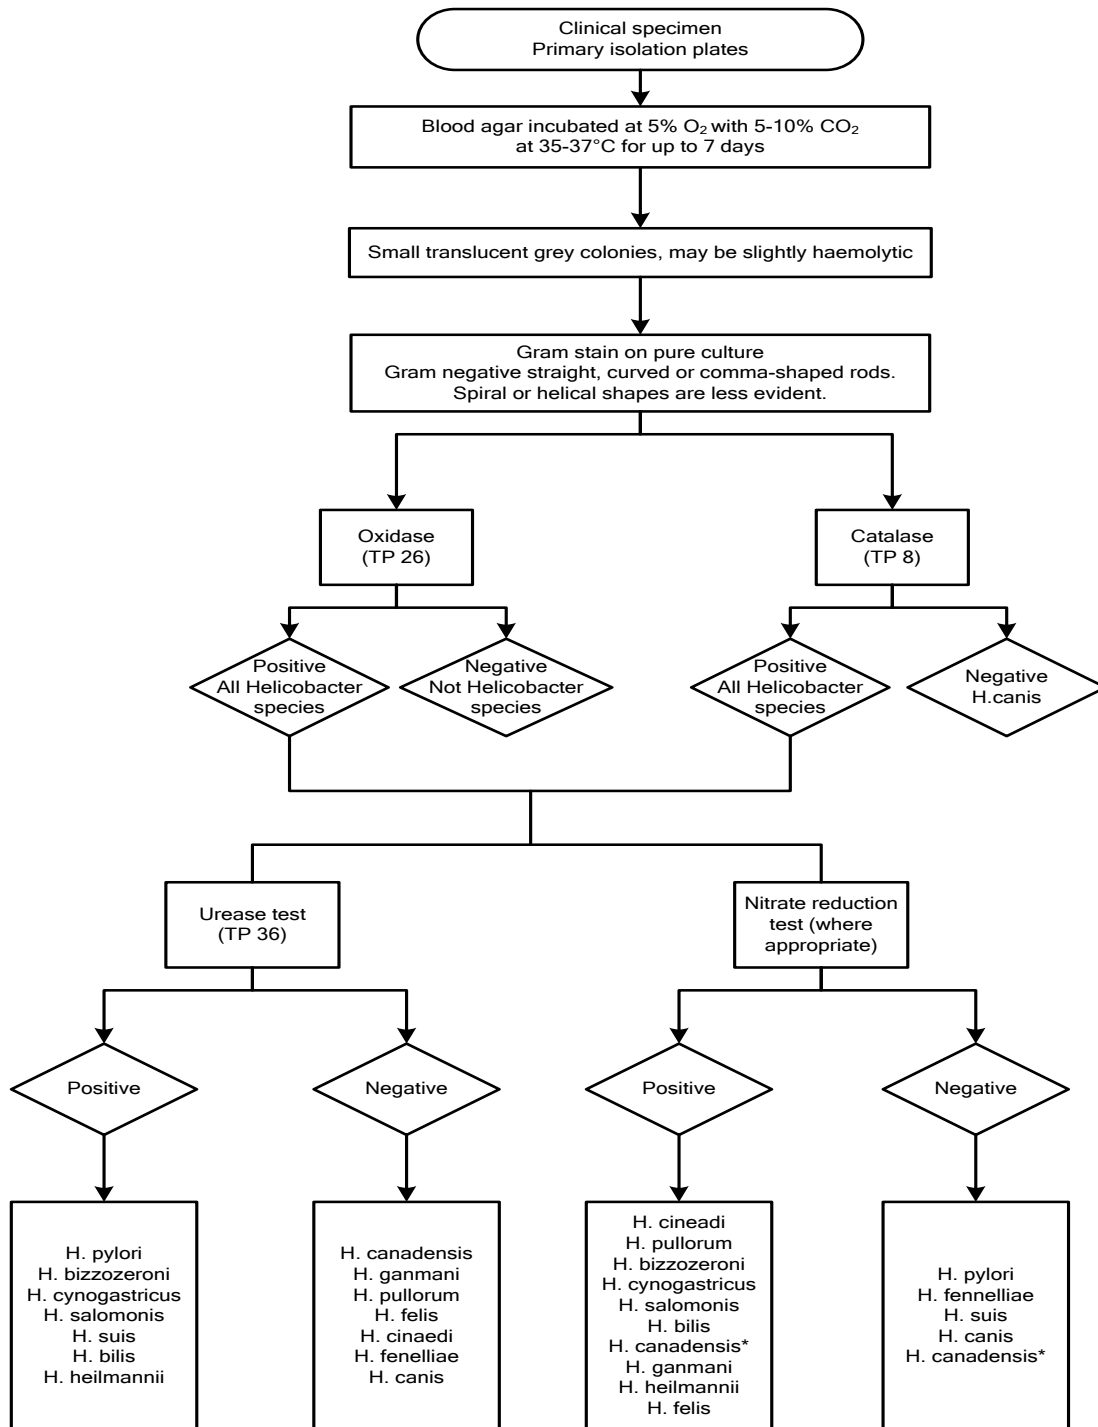 Clinical specimen
Primary isolation plates
Blood agar incubated at 5% O₂ with 5-10% CO₂
at 35-37°C for up to 7 days
Small translucent grey colonies, may be slightly haemolytic
Gram stain on pure culture
Gram negative straight, curved or comma-shaped rods.
Spiral or helical shapes are less evident.
Oxidase
(TP 26)
Catalase
(TP 8)
Positive
All Helicobacter
species
Negative
Not Helicobacter
species
Positive
All Helicobacter
species
Negative
H.canis
Urease test
(TP 36)
Nitrate reduction
test (where
appropriate)
Positive
Negative
Positive
Negative
H. pylori
H. bizzozeroni
H. cynogastricus
H. salomonis
H. suis
H. bilis
H. heilmannii
H. canadensis
H. ganmani
H. pullorum
H. felis
H. cinaedi
H. fenelliae
H. canis
H. cineadi
H. pullorum
H. bizzozeroni
H. cynogastricus
H. salomonis
H. bilis
H. canadensis*
H. ganmani
H. heilmannii
H. felis
H. pylori
H. fennelliae
H. suis
H. canis
H. canadensis*